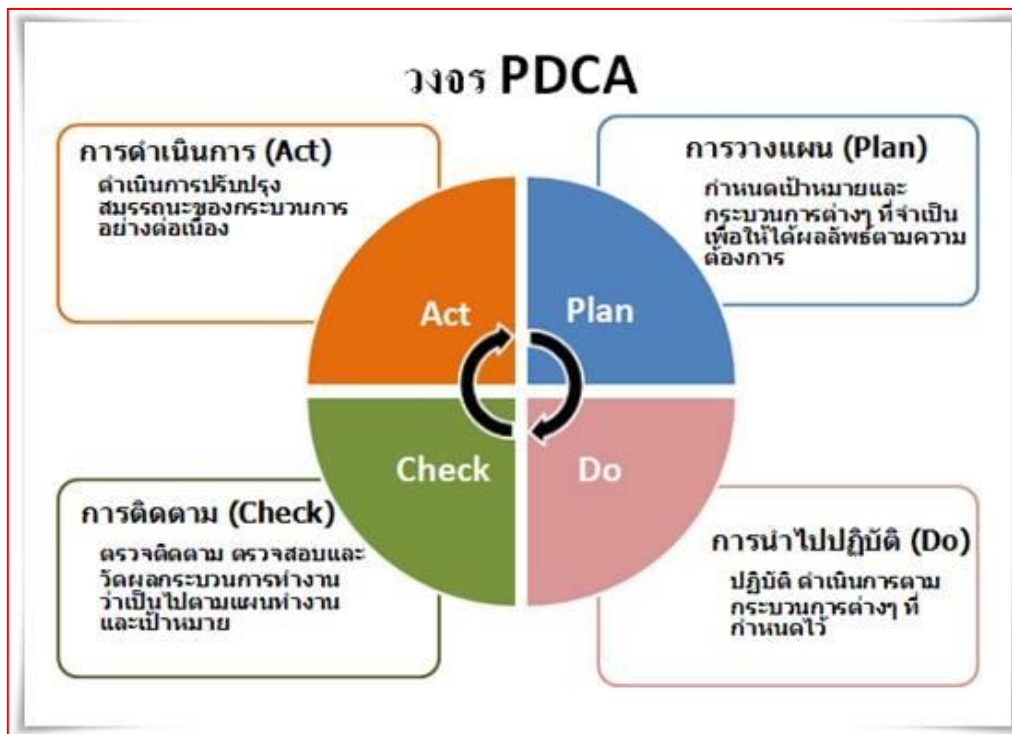 วงจร PDCA
การดำเนินการ (Act)
ดำเนินการปรับปรุง
สมรรถนะของกระบวนการ
อย่างต่อเนื่อง
การวางแผน (Plan)
กำหนดเป้าหมายและ
กระบวนการต่างๆ ที่จำเป็น
เพื่อให้ได้ผลลัพธ์ตามความ
ต้องการ
Act
Plan
Check
Do
การติดตาม (Check)
ตรวจติดตาม ตรวจสอบและ
วัดผลกระบวนการทำงาน
ว่าเป็นไปตามแผนทำงาน
และเป้าหมาย
การนำไปปฏิบัติ (Do)
ปฏิบัติ ดำเนินการตาม
กระบวนการต่างๆ ที่
กำหนดไว้